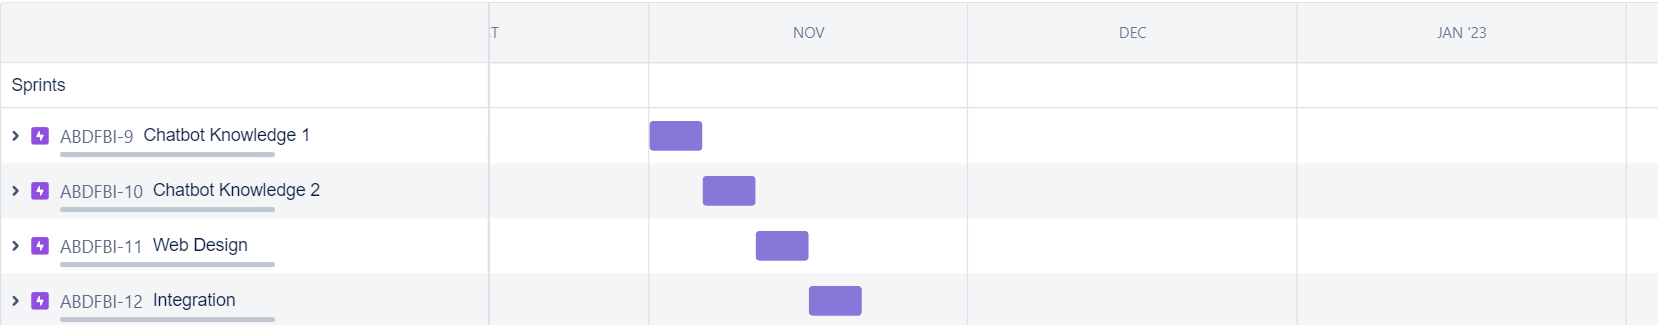 NOV DEC JAN '23
Sprints
ABDFBI-9 Chatbot Knowledge 1
ABDFBI-10 Chatbot Knowledge 2
ABDFBI-11 Web Design
ABDFBI-12 Integration